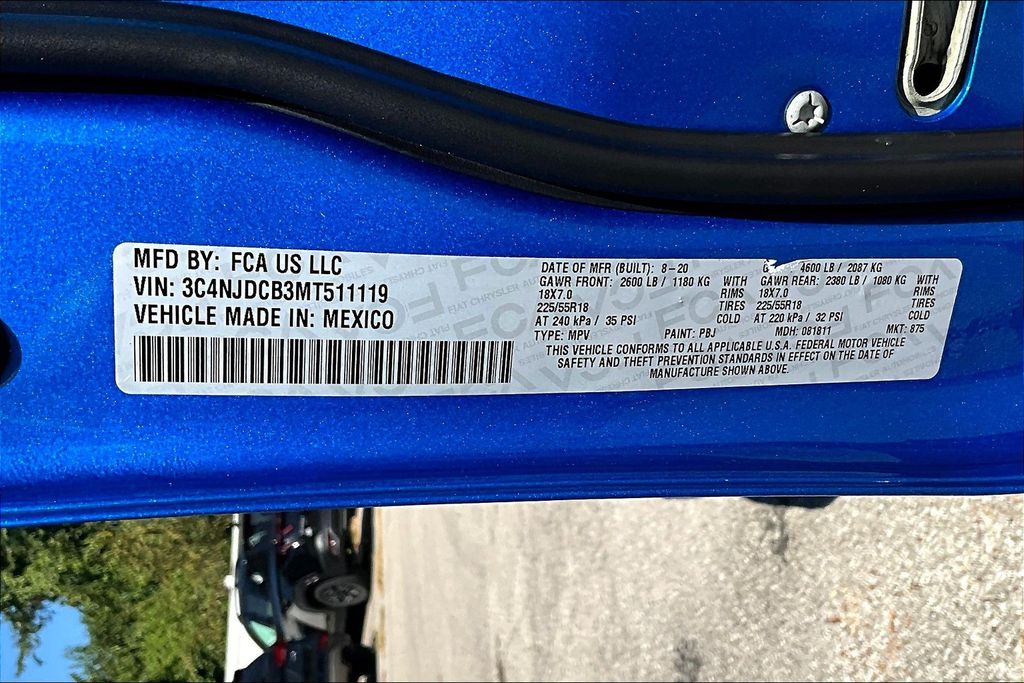 MFD BY: FCA US LLC
VIN: 3C4NJDCB3MT511119
VEHICLE MADE IN: MEXICO
DATE OF MFR (BUILT): 8-20
4600 LB / 2087 KG
GAWR FRONT: 2600 LB / 1180 KG WITH
GAWR REAR: 2380 LB / 1080 KG WITH
18X7.0 RIMS
18X7.0 RIMS
225/55R18 TIRES
225/55R18 TIRES
AT 240 kPa / 35 PSI COLD
AT 220 kPa / 32 PSI COLD
TYPE: MPV PAINT: PBJ MDH: 081811 MKT: 875
THIS VEHICLE CONFORMS TO ALL APPLICABLE U.S.A. FEDERAL MOTOR VEHICLE
SAFETY AND THEFT PREVENTION STANDARDS IN EFFECT ON THE DATE OF
MANUFACTURE SHOWN ABOVE.